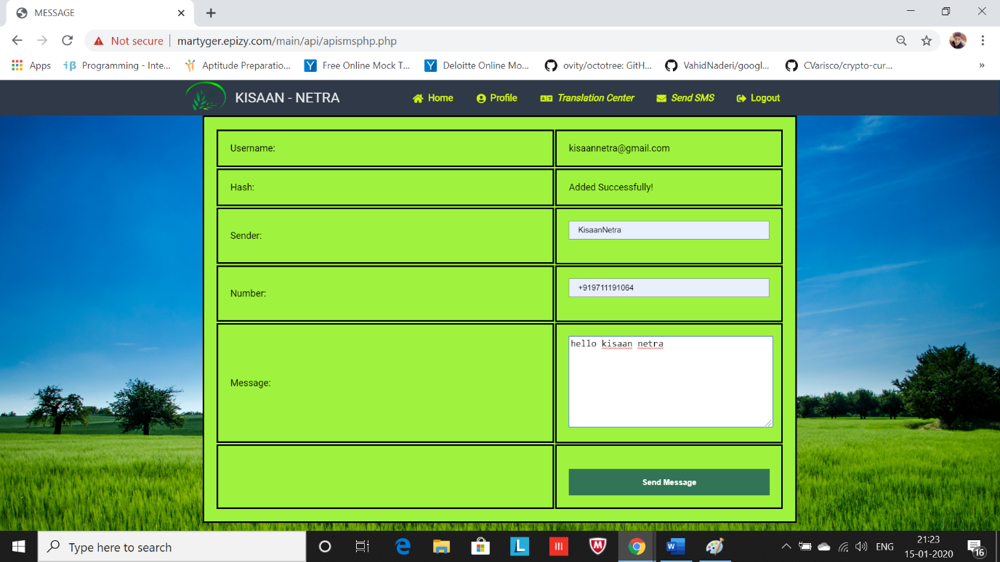 MESSAGE
Not secure martyger.epizy.com/main/api/apismsphp.php
Apps Programming - Inte... Aptitude Preparatio... Free Online Mock T... Deloitte Online Mo... ovity/octotree: GitH... VahidNaderi/googl... CVarisco/crypto-cur... »
KISAAN - NETRA Home Profile Translation Center Send SMS Logout
Username: kisaannetra@gmail.com
Hash: Added Successfully!
Sender: KisaanNetra
Number: +919711191064
Message: hello kisaan netra
Send Message
Type here to search ENG 21:23
15-01-2020 16